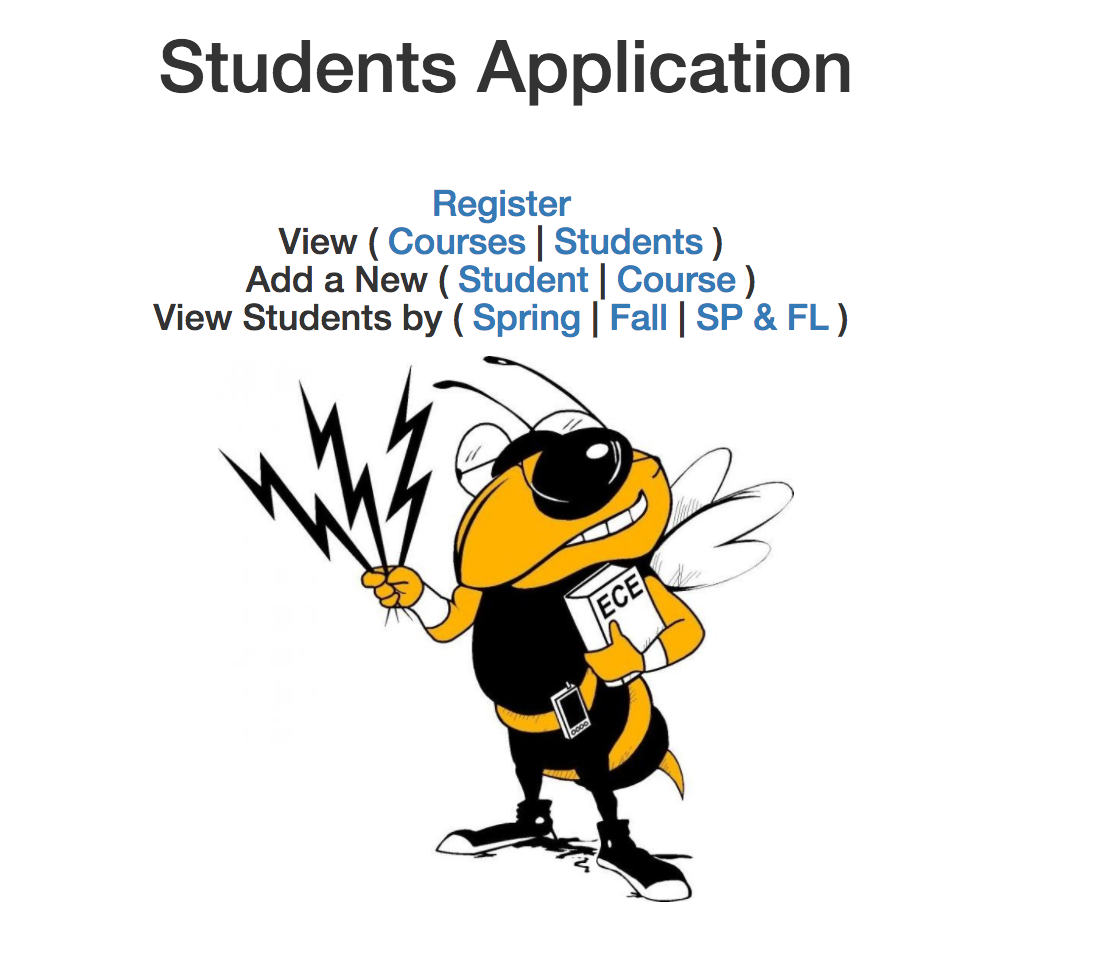 Students Application
Register
View ( Courses | Students )
Add a New ( Student | Course )
View Students by ( Spring | Fall | SP & FL )
ECE